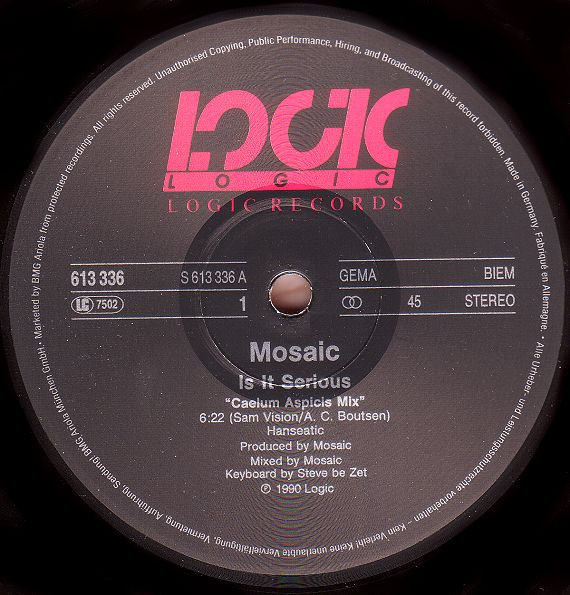 LOGIC
LOGIC
LOGIC RECORDS
613 336
S 613 336 A
GEMA
BIEM
LC 7502
1
45
STEREO
Mosaic
Is It Serious
"Caelum Aspicis Mix"
6:22 (Sam Vision/A. C. Boutsen)
Hanseatic
Produced by Mosaic
Mixed by Mosaic
Keyboard by Steve be Zet
℗ 1990 Logic
Marketed by BMG Ariola from protected recordings. All rights reserved. Unauthorised Copying, Public Performance, Hiring, and Broadcasting of this record forbidden. Made in Germany. Fabriqué en Allemagne. • Alle Urheber- und Leistungsschutzrechte vorbehalten – Kein Verleih! Keine unerlaubte Vervielfältigung, Vermietung, Aufführung, Sendung! BMG Ariola München GmbH •